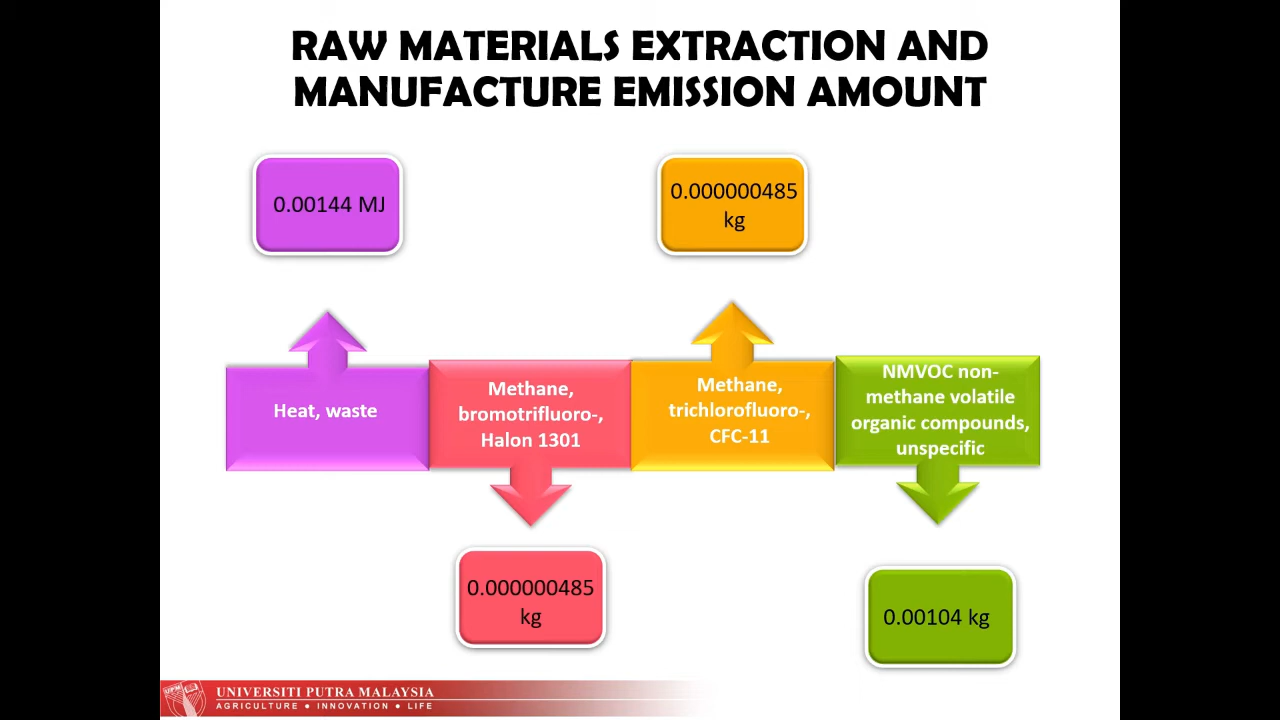 RAW MATERIALS EXTRACTION AND
MANUFACTURE EMISSION AMOUNT
0.00144 MJ
0.000000485
kg
Heat, waste
Methane,
bromotrifluoro-,
Halon 1301
Methane,
trichlorofluoro-,
CFC-11
NMVOC non-
methane volatile
organic compounds,
unspecific
0.000000485
kg
0.00104 kg
UPM
UNIVERSITI PUTRA MALAYSIA
AGRICULTURE • INNOVATION • LIFE